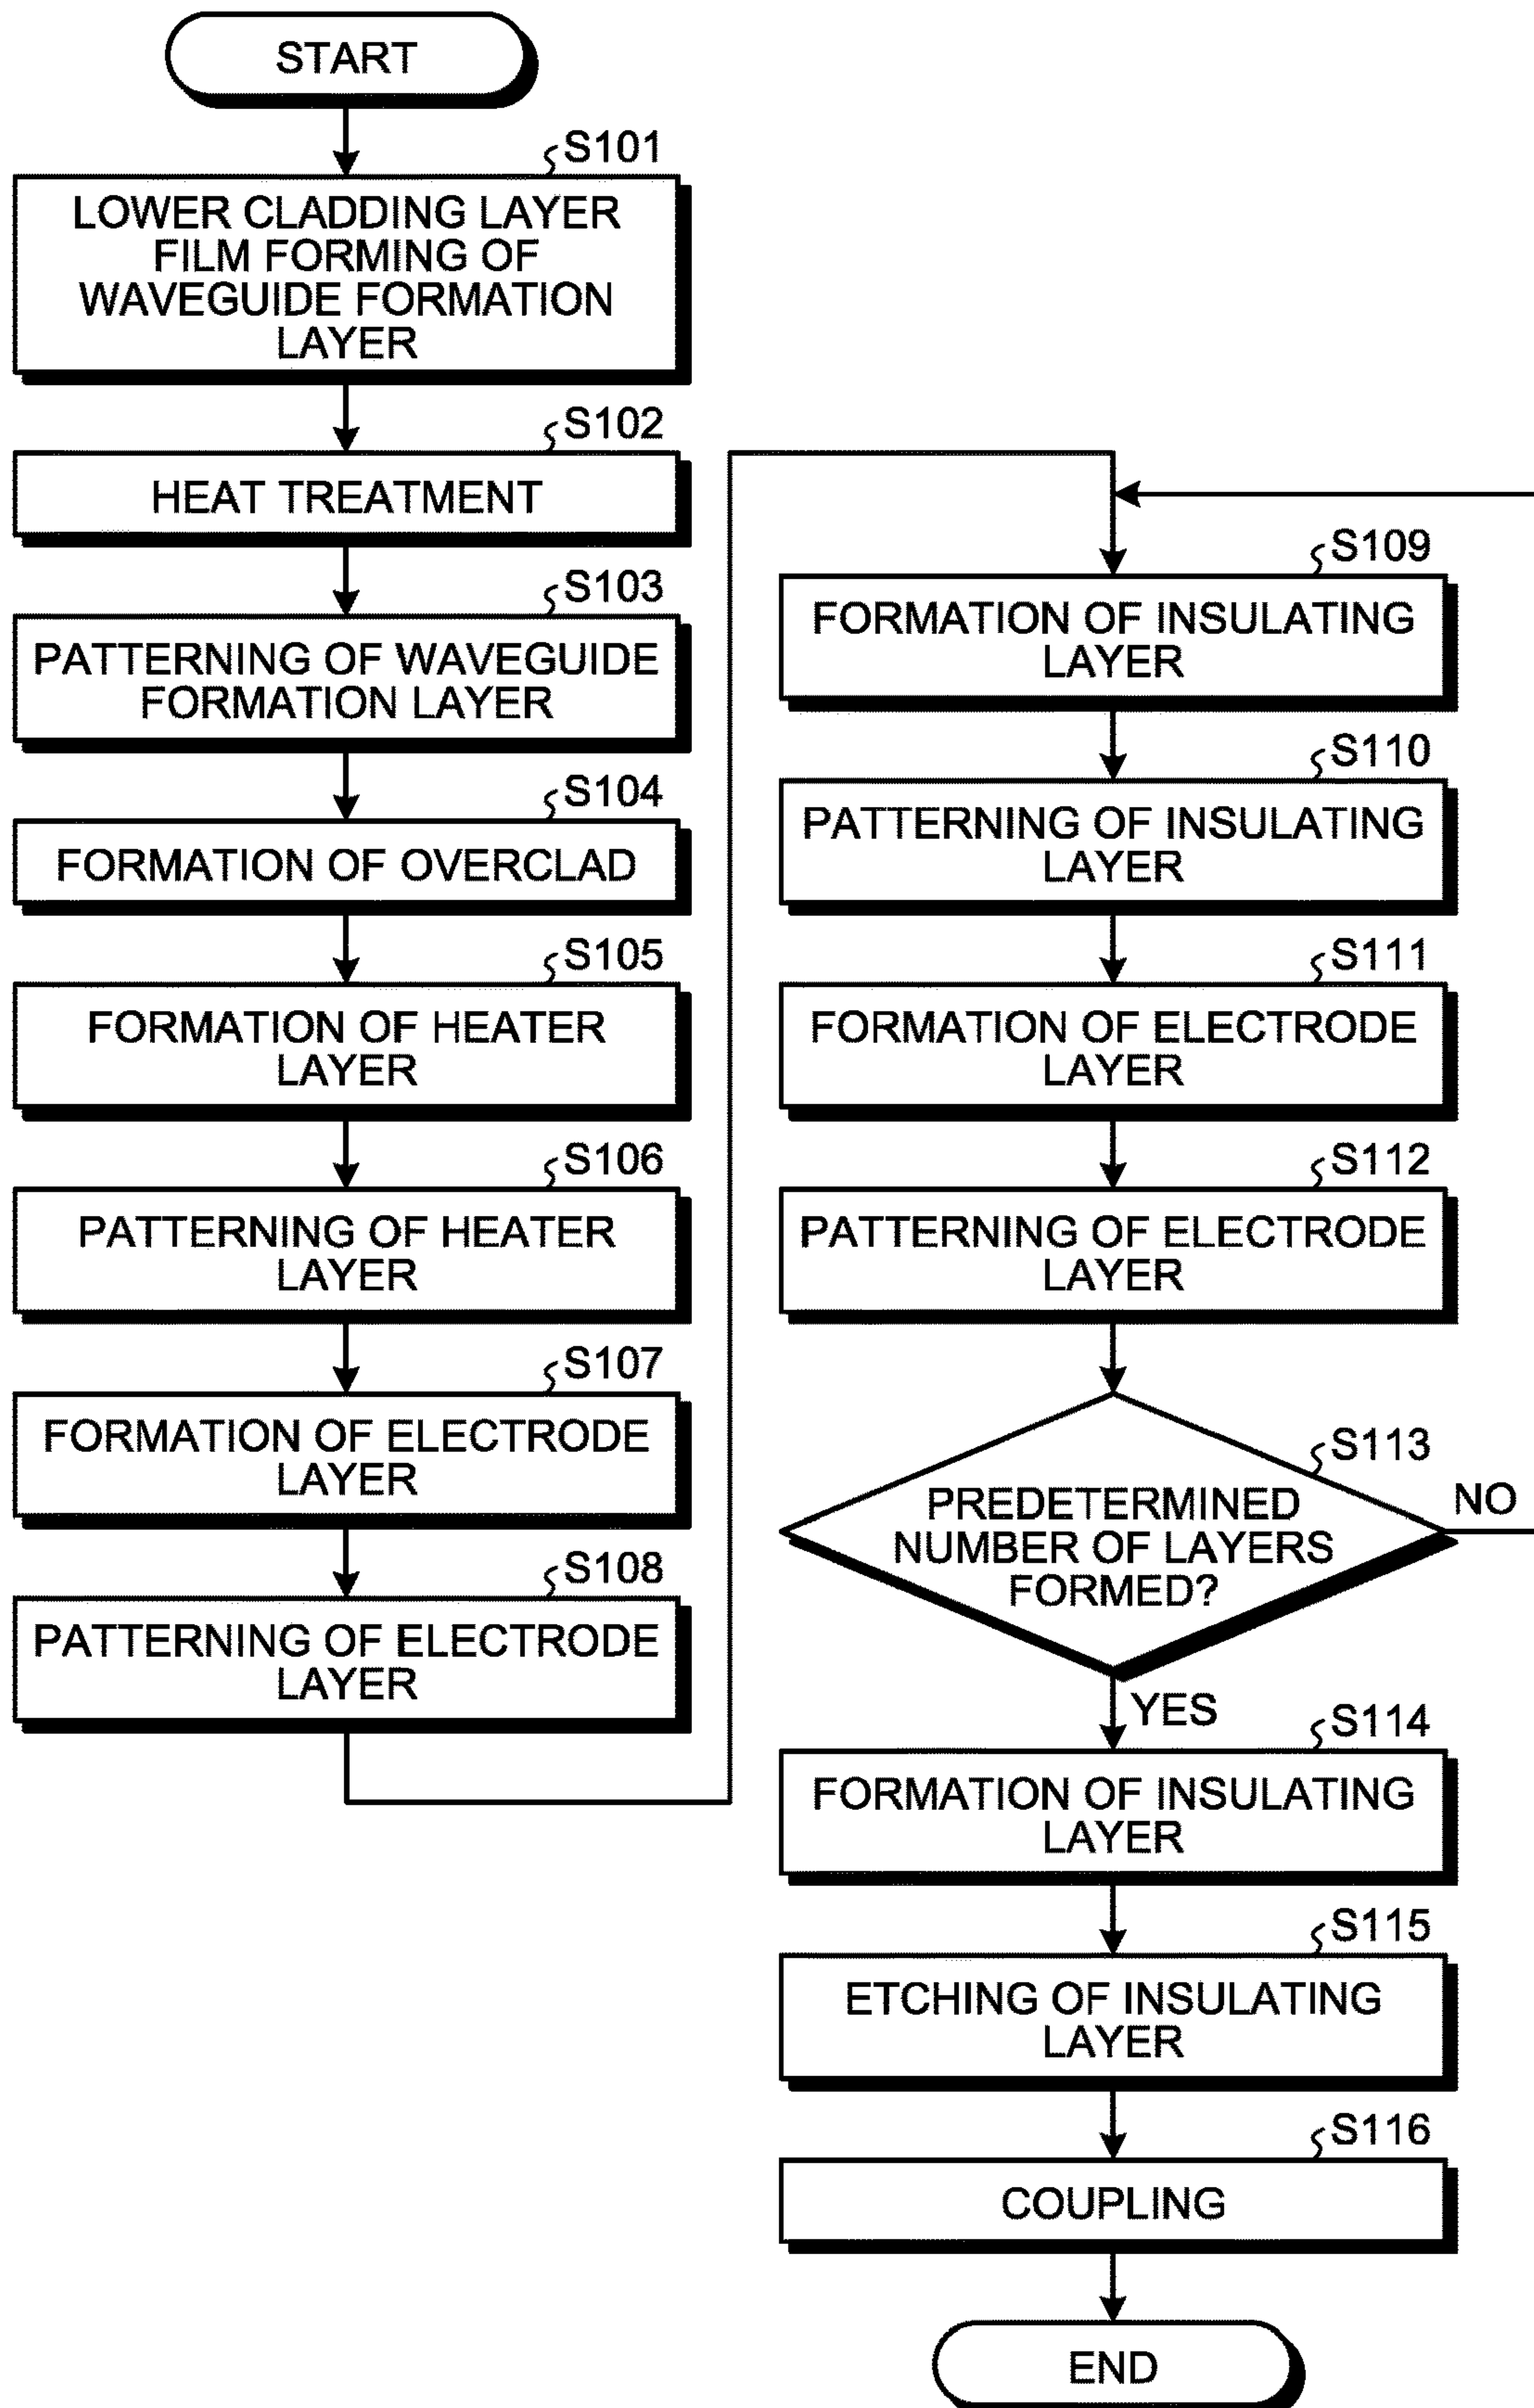 START
S101
LOWER CLADDING LAYER
FILM FORMING OF
WAVEGUIDE FORMATION
LAYER
S102
HEAT TREATMENT
S103
PATTERNING OF WAVEGUIDE
FORMATION LAYER
S104
FORMATION OF OVERCLAD
S105
FORMATION OF HEATER
LAYER
S106
PATTERNING OF HEATER
LAYER
S107
FORMATION OF ELECTRODE
LAYER
S108
PATTERNING OF ELECTRODE
LAYER
S109
FORMATION OF INSULATING
LAYER
S110
PATTERNING OF INSULATING
LAYER
S111
FORMATION OF ELECTRODE
LAYER
S112
PATTERNING OF ELECTRODE
LAYER
S113
PREDETERMINED
NUMBER OF LAYERS
FORMED?
NO
YES
S114
FORMATION OF INSULATING
LAYER
S115
ETCHING OF INSULATING
LAYER
S116
COUPLING
END